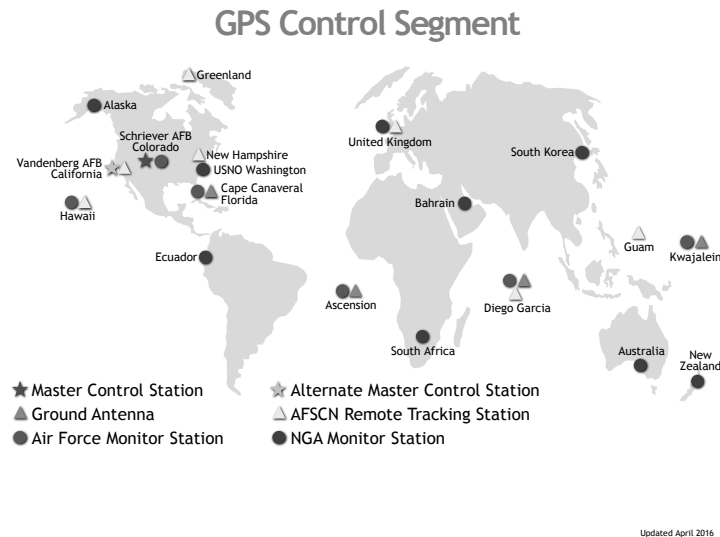 GPS Control Segment
Greenland
Alaska
Schriever AFB
Colorado
United Kingdom
New Hampshire
South Korea
Vandenberg AFB
California
USNO Washington
Cape Canaveral
Florida
Bahrain
Hawaii
Guam
Ecuador
Kwajalein
Ascension
Diego Garcia
South Africa
Australia
New
Zealand
Master Control Station
Alternate Master Control Station
Ground Antenna
AFSCN Remote Tracking Station
Air Force Monitor Station
NGA Monitor Station
Updated April 2016